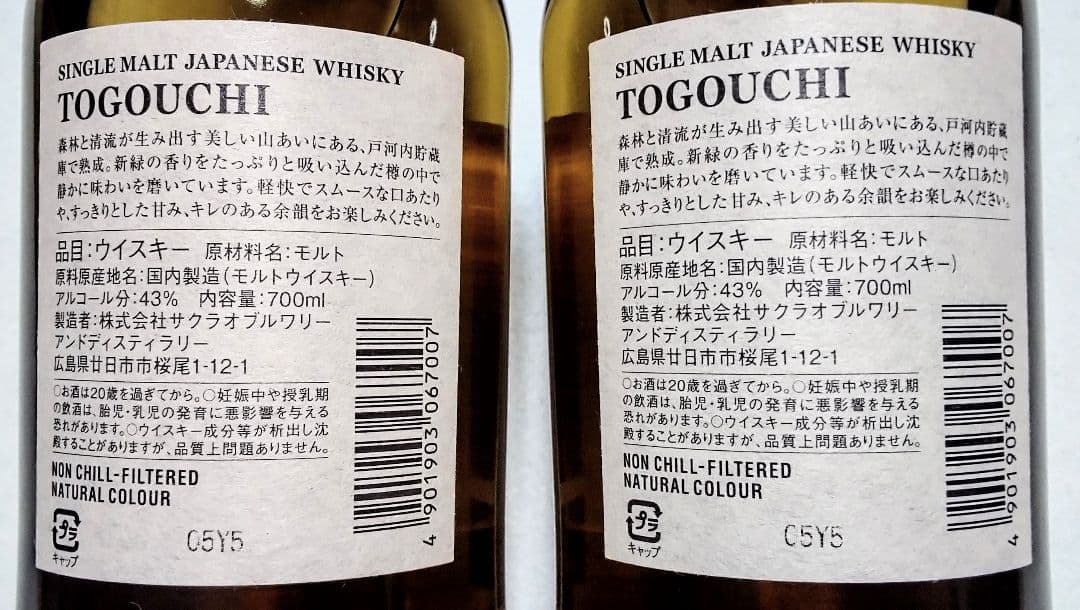 SINGLE MALT JAPANESE WHISKY
TOGOUCHI
森林と清流が生み出す美しい山あいにある、戸河内貯蔵
庫で熟成。新緑の香りをたっぷりと吸い込んだ樽の中で
静かに味わいを磨いています。軽快でスムースな口あたり
や、すっきりとした甘み、キレのある余韻をお楽しみください。
品目:ウイスキー 原材料名:モルト
原料原産地名:国内製造(モルトウイスキー)
アルコール分:43% 内容量:700ml
製造者:株式会社サクラオブルワリー
アンドディスティラリー
広島県廿日市市桜尾1-12-1
○お酒は20歳を過ぎてから。○妊娠中や授乳期
の飲酒は、胎児・乳児の発育に悪影響を与える
恐れがあります。○ウイスキー成分等が析出し沈
殿することがありますが、品質上問題ありません。
NON CHILL-FILTERED
NATURAL COLOUR
プラ
キャップ
C5Y5
4 901903 067007
SINGLE MALT JAPANESE WHISKY
TOGOUCHI
森林と清流が生み出す美しい山あいにある、戸河内貯蔵
庫で熟成。新緑の香りをたっぷりと吸い込んだ樽の中で
静かに味わいを磨いています。軽快でスムースな口あたり
や、すっきりとした甘み、キレのある余韻をお楽しみください。
品目:ウイスキー 原材料名:モルト
原料原産地名:国内製造(モルトウイスキー)
アルコール分:43% 内容量:700ml
製造者:株式会社サクラオブルワリー
アンドディスティラリー
広島県廿日市市桜尾1-12-1
○お酒は20歳を過ぎてから。○妊娠中や授乳期
の飲酒は、胎児・乳児の発育に悪影響を与える
恐れがあります。○ウイスキー成分等が析出し沈
殿することがありますが、品質上問題ありません。
NON CHILL-FILTERED
NATURAL COLOUR
プラ
キャップ
C5Y5
4 901903 067007